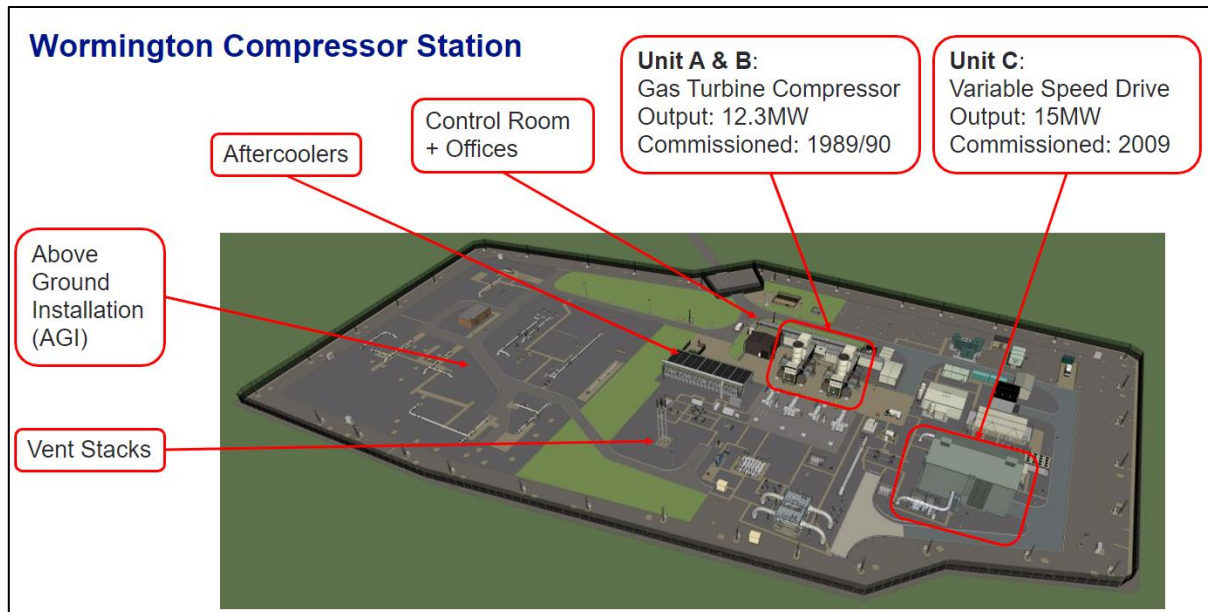 Wormington Compressor Station
Unit A & B:
Gas Turbine Compressor
Output: 12.3MW
Commissioned: 1989/90
Unit C:
Variable Speed Drive
Output: 15MW
Commissioned: 2009
Control Room
+ Offices
Aftercoolers
Above
Ground
Installation
(AGI)
Vent Stacks